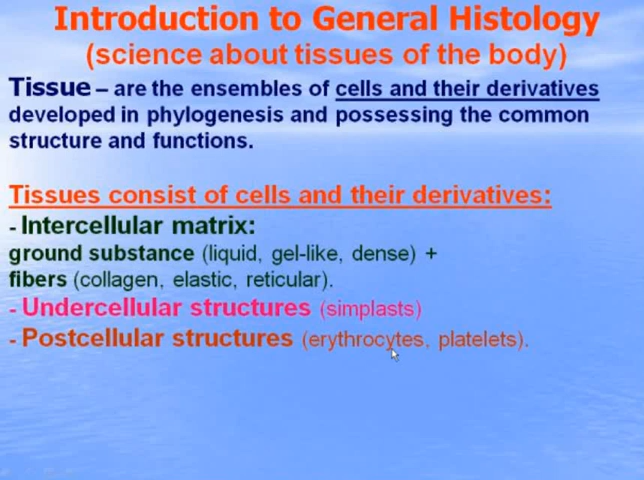 Introduction to General Histology
(science about tissues of the body)
Tissue – are the ensembles of cells and their derivatives
developed in phylogenesis and possessing the common
structure and functions.
Tissues consist of cells and their derivatives:
- Intercellular matrix:
ground substance (liquid, gel-like, dense) +
fibers (collagen, elastic, reticular).
- Undercellular structures (simplasts)
- Postcellular structures (erythrocytes, platelets).